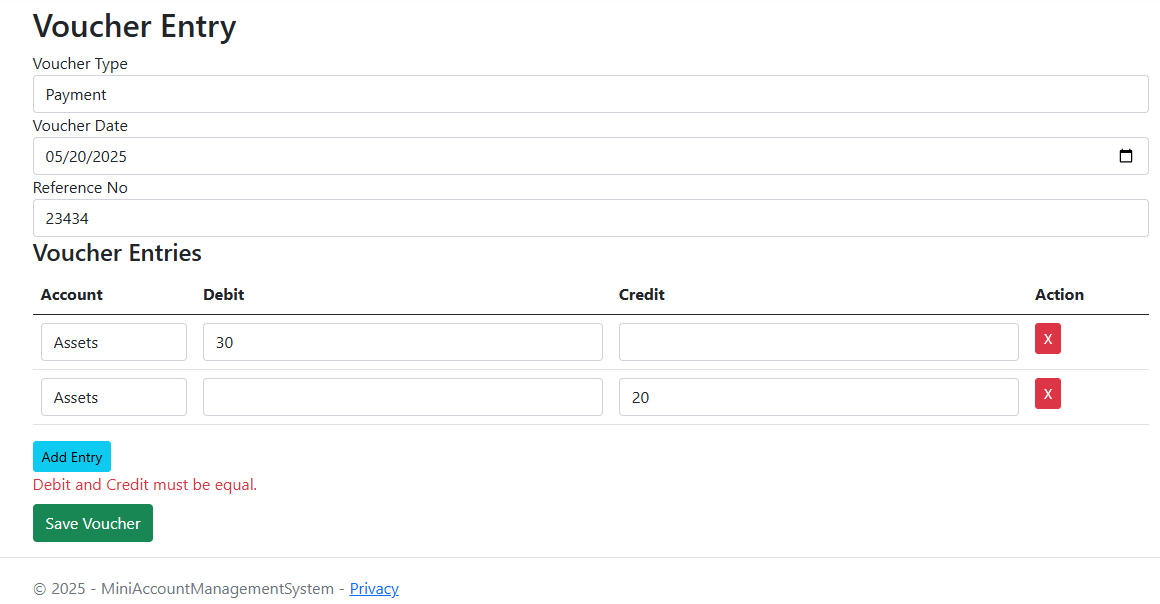 Voucher Entry
Voucher Type
Payment
Voucher Date
05/20/2025
Reference No
23434
Voucher Entries
Account Debit Credit Action
Assets 30 X
Assets 20 X
Add Entry
Debit and Credit must be equal.
Save Voucher
© 2025 - MiniAccountManagementSystem - Privacy